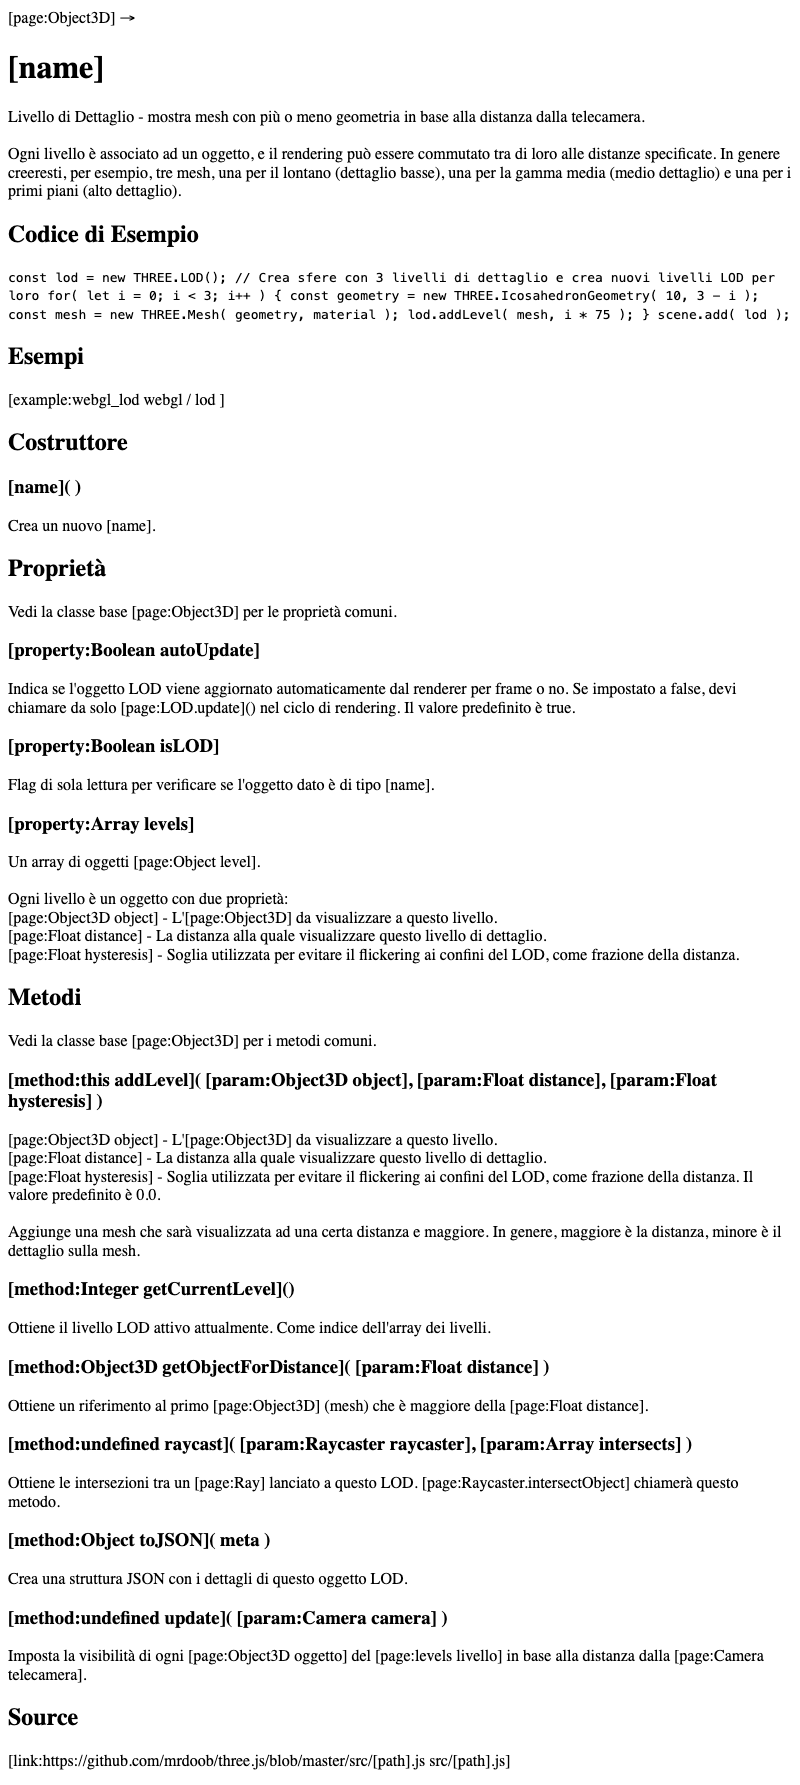 [page:Object3D] →
[name]
Livello di Dettaglio - mostra mesh con più o meno geometria in base alla distanza dalla telecamera.
Ogni livello è associato ad un oggetto, e il rendering può essere commutato tra di loro alle distanze specificate. In genere
creeresti, per esempio, tre mesh, una per il lontano (dettaglio basse), una per la gamma media (medio dettaglio) e una per i
primi piani (alto dettaglio).
Codice di Esempio
const lod = new THREE.LOD(); // Crea sfere con 3 livelli di dettaglio e crea nuovi livelli LOD per
loro for( let i = 0; i < 3; i++ ) { const geometry = new THREE.IcosahedronGeometry( 10, 3 - i );
const mesh = new THREE.Mesh( geometry, material ); lod.addLevel( mesh, i * 75 ); } scene.add( lod );
Esempi
[example:webgl_lod webgl / lod ]
Costruttore
[name]( )
Crea un nuovo [name].
Proprietà
Vedi la classe base [page:Object3D] per le proprietà comuni.
[property:Boolean autoUpdate]
Indica se l'oggetto LOD viene aggiornato automaticamente dal renderer per frame o no. Se impostato a false, devi
chiamare da solo [page:LOD.update]() nel ciclo di rendering. Il valore predefinito è true.
[property:Boolean isLOD]
Flag di sola lettura per verificare se l'oggetto dato è di tipo [name].
[property:Array levels]
Un array di oggetti [page:Object level].
Ogni livello è un oggetto con due proprietà:
[page:Object3D object] - L'[page:Object3D] da visualizzare a questo livello.
[page:Float distance] - La distanza alla quale visualizzare questo livello di dettaglio.
[page:Float hysteresis] - Soglia utilizzata per evitare il flickering ai confini del LOD, come frazione della distanza.
Metodi
Vedi la classe base [page:Object3D] per i metodi comuni.
[method:this addLevel]( [param:Object3D object], [param:Float distance], [param:Float
hysteresis] )
[page:Object3D object] - L'[page:Object3D] da visualizzare a questo livello.
[page:Float distance] - La distanza alla quale visualizzare questo livello di dettaglio.
[page:Float hysteresis] - Soglia utilizzata per evitare il flickering ai confini del LOD, come frazione della distanza. Il
valore predefinito è 0.0.
Aggiunge una mesh che sarà visualizzata ad una certa distanza e maggiore. In genere, maggiore è la distanza, minore è il
dettaglio sulla mesh.
[method:Integer getCurrentLevel]()
Ottiene il livello LOD attivo attualmente. Come indice dell'array dei livelli.
[method:Object3D getObjectForDistance]( [param:Float distance] )
Ottiene un riferimento al primo [page:Object3D] (mesh) che è maggiore della [page:Float distance].
[method:undefined raycast]( [param:Raycaster raycaster], [param:Array intersects] )
Ottiene le intersezioni tra un [page:Ray] lanciato a questo LOD. [page:Raycaster.intersectObject] chiamerà questo
metodo.
[method:Object toJSON]( meta )
Crea una struttura JSON con i dettagli di questo oggetto LOD.
[method:undefined update]( [param:Camera camera] )
Imposta la visibilità di ogni [page:Object3D oggetto] del [page:levels livello] in base alla distanza dalla [page:Camera
telecamera].
Source
[link:https://github.com/mrdoob/three.js/blob/master/src/[path].js src/[path].js]